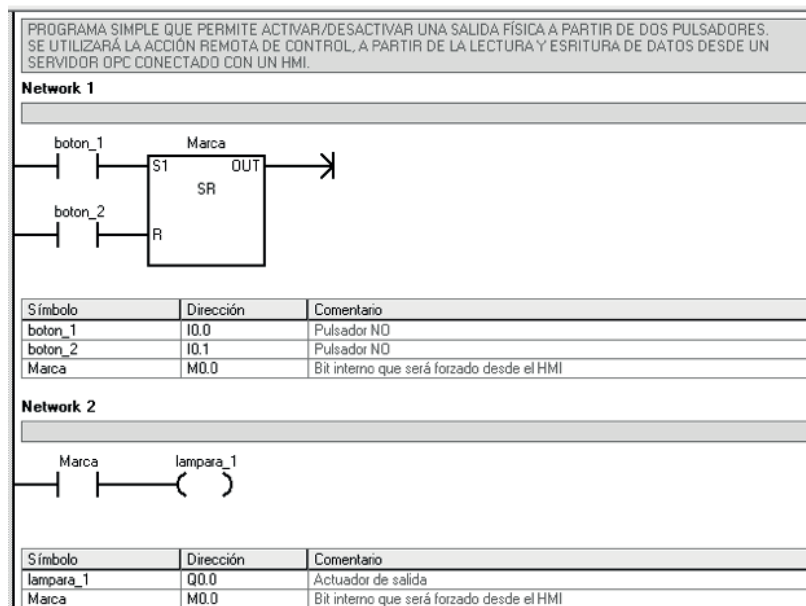 PROGRAMA SIMPLE QUE PERMITE ACTIVAR/DESACTIVAR UNA SALIDA FÍSICA A PARTIR DE DOS PULSADORES.
SE UTILIZARÁ LA ACCIÓN REMOTA DE CONTROL, A PARTIR DE LA LECTURA Y ESRITURA DE DATOS DESDE UN
SERVIDOR OPC CONECTADO CON UN HMI.
Network 1
boton_1 Marca
S1 OUT
SR
boton_2
R
Símbolo Dirección Comentario
boton_1 I0.0 Pulsador NO
boton_2 I0.1 Pulsador NO
Marca M0.0 Bit interno que será forzado desde el HMI
Network 2
Marca lampara_1
Símbolo Dirección Comentario
lampara_1 Q0.0 Actuador de salida
Marca M0.0 Bit interno que será forzado desde el HMI